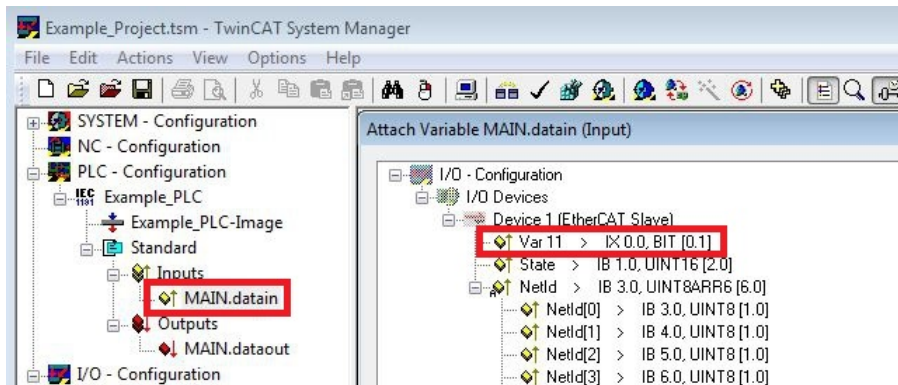 Example_Project.tsm - TwinCAT System Manager
File Edit Actions View Options Help
SYSTEM - Configuration
NC - Configuration
PLC - Configuration
IEC 1131 Example_PLC
Example_PLC-Image
Standard
Inputs
MAIN.datain
Outputs
MAIN.dataout
I/O - Configuration
Attach Variable MAIN.datain (Input)
I/O - Configuration
I/O Devices
Device 1 (EtherCAT Slave)
Var 11 > IX 0.0, BIT [0.1]
State > IB 1.0, UINT16 [2.0]
NetId > IB 3.0, UINT8ARR6 [6.0]
NetId[0] > IB 3.0, UINT8 [1.0]
NetId[1] > IB 4.0, UINT8 [1.0]
NetId[2] > IB 5.0, UINT8 [1.0]
NetId[3] > IB 6.0, UINT8 [1.0]